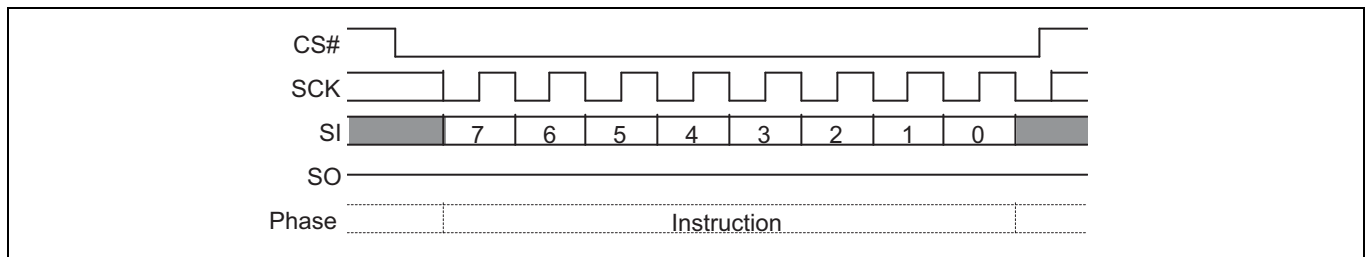 CS#
SCK
SI 7 6 5 4 3 2 1 0
SO
Phase Instruction